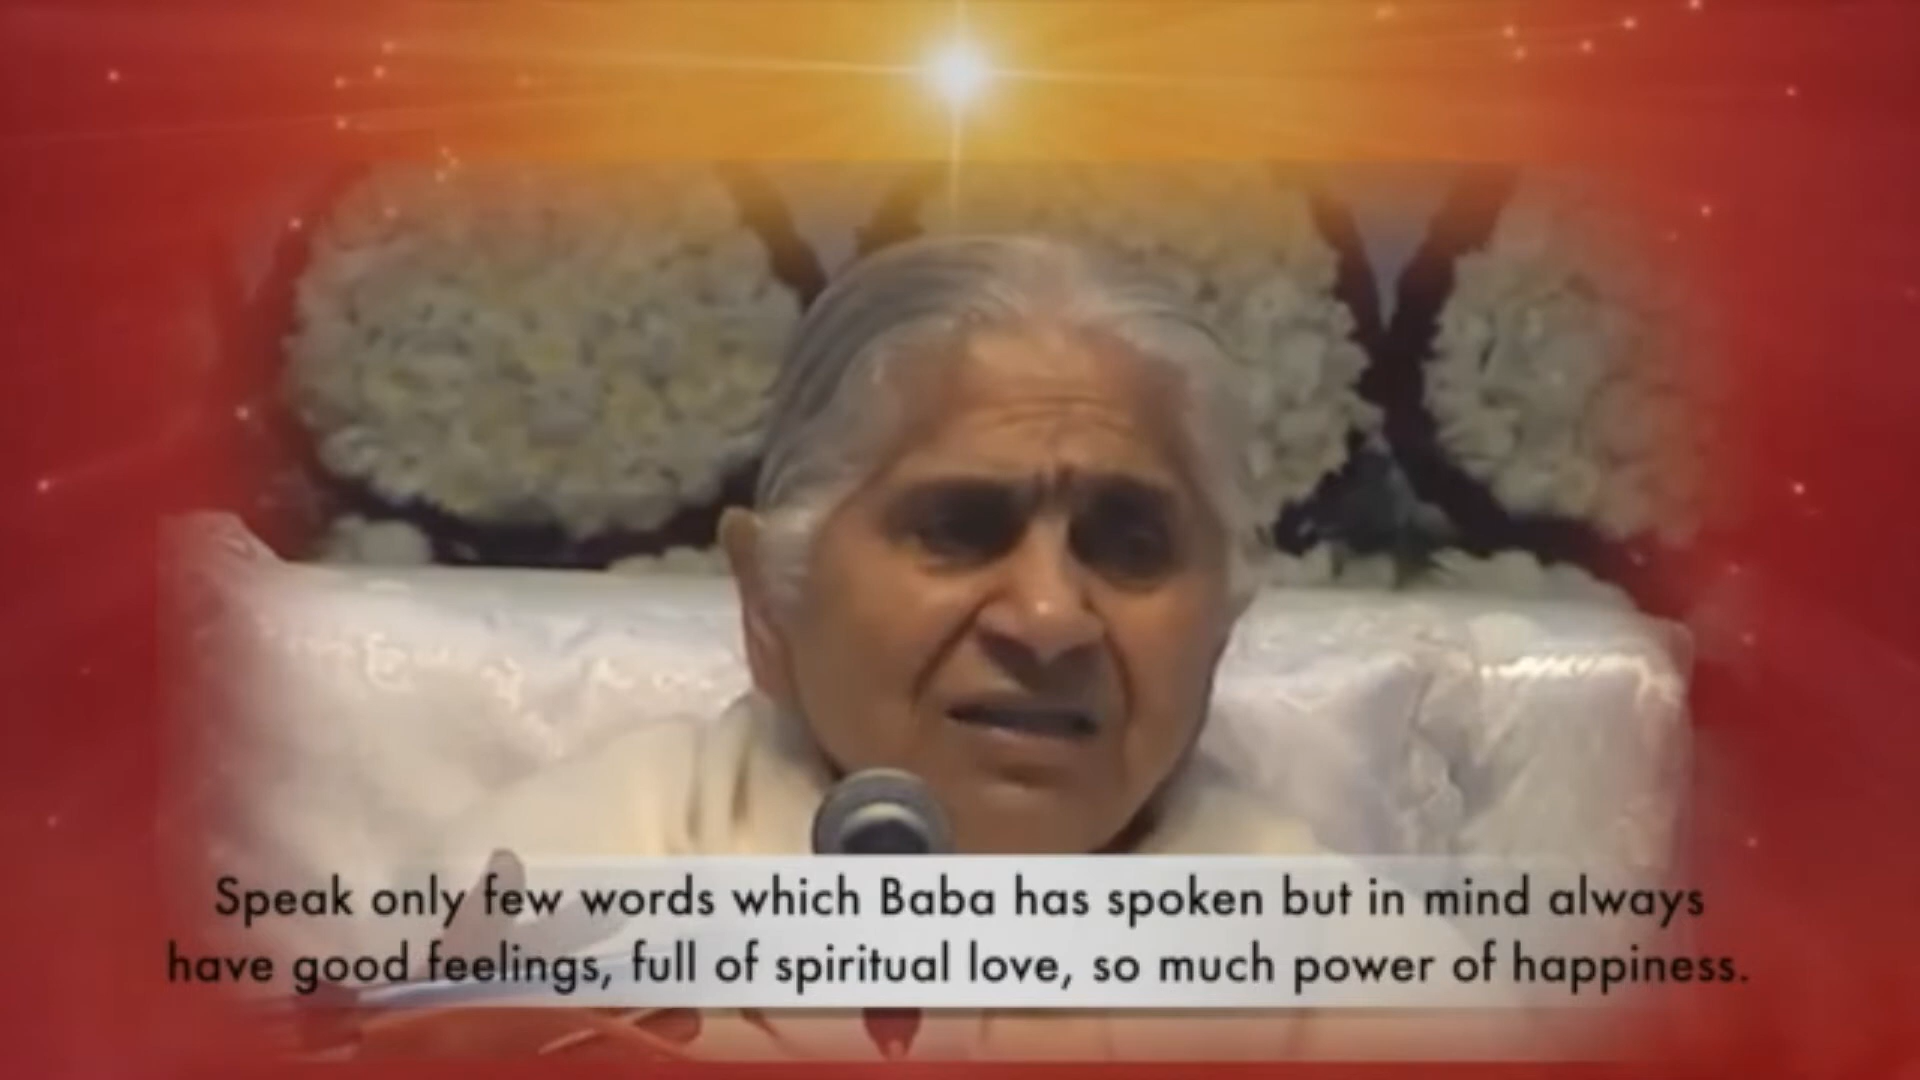 Speak only few words which Baba has spoken but in mind always
have good feelings, full of spiritual love, so much power of happiness.